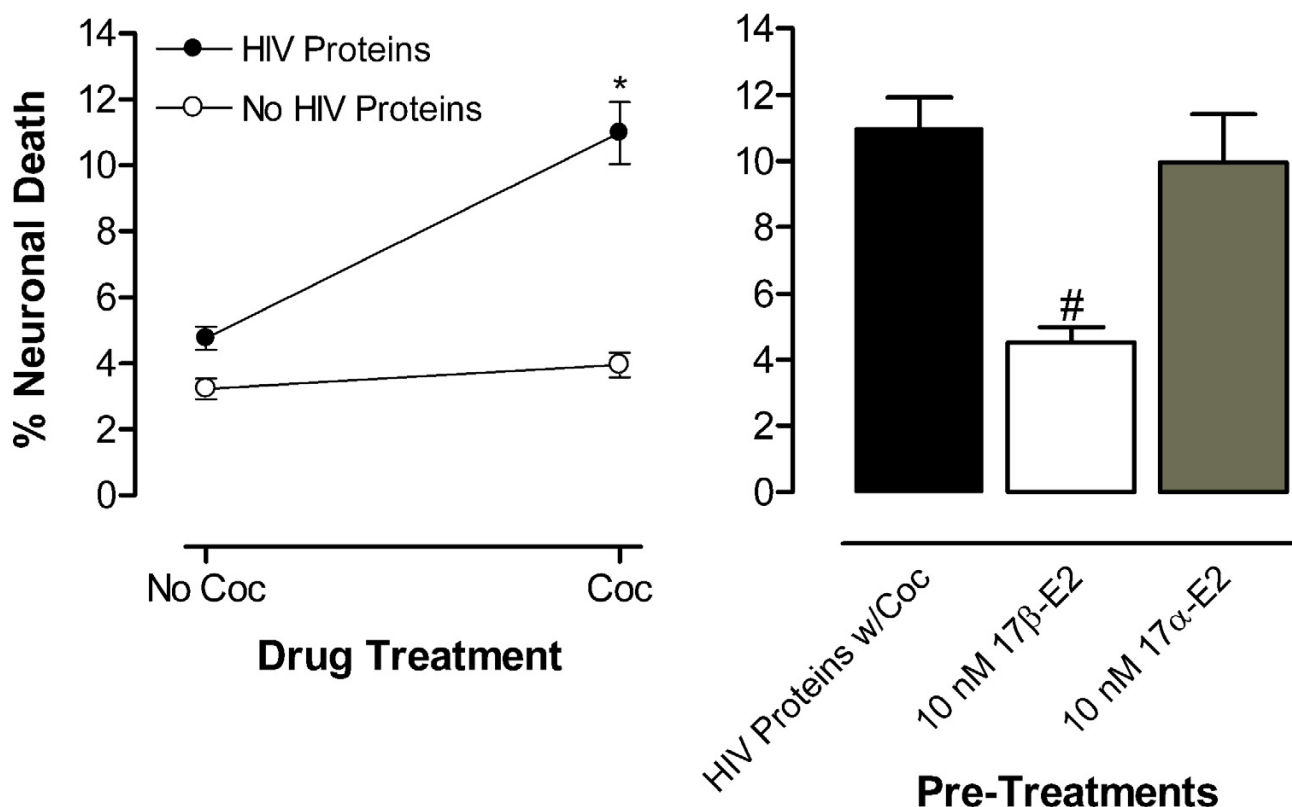 % Neuronal Death
14
12
10
8
6
4
2
0
HIV Proteins
No HIV Proteins
*
No Coc
Coc
Drug Treatment
14
12
10
8
6
4
2
0
#
HIV Proteins w/Coc
10 nM 17β-E2
10 nM 17α-E2
Pre-Treatments